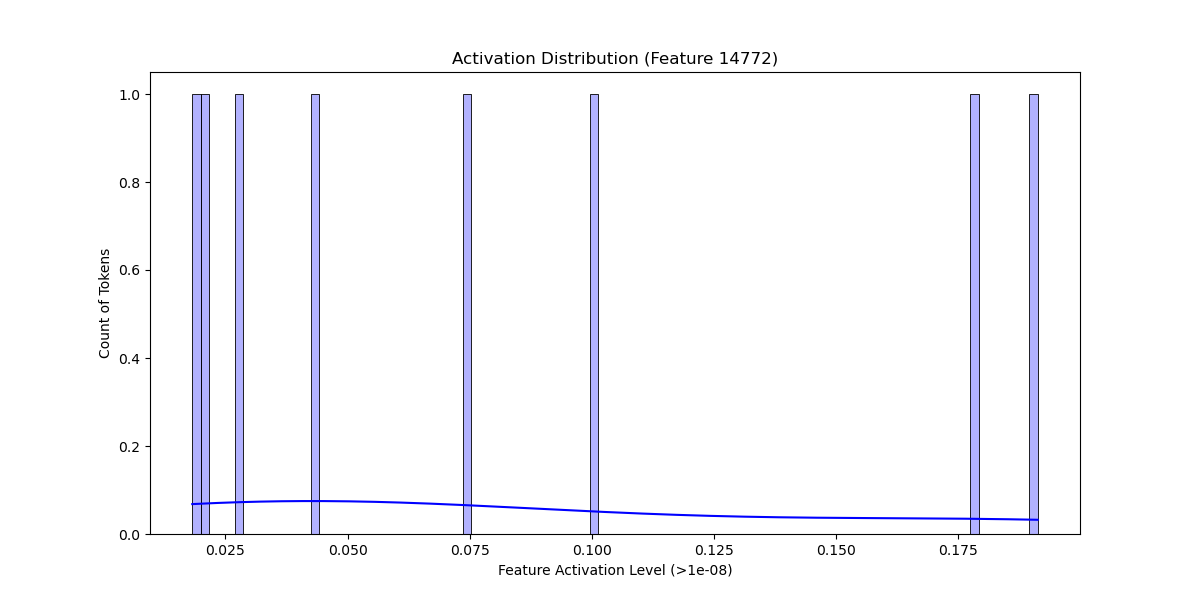 Activation Distribution (Feature 14772)
1.0
0.8
0.6
0.4
0.2
0.0
Count of Tokens
0.025 0.050 0.075 0.100 0.125 0.150 0.175
Feature Activation Level (>1e-08)